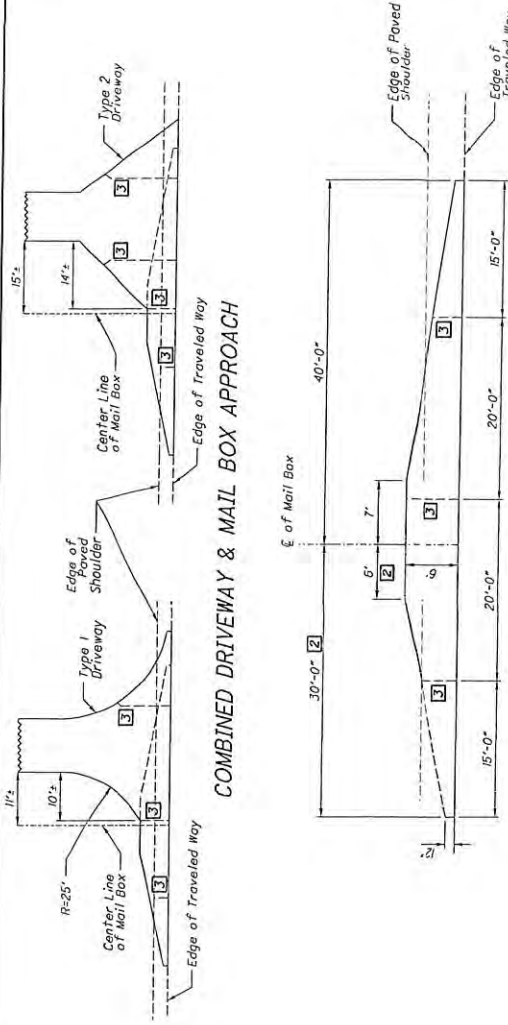 11'±
10'±
R=25'
Center Line
of Mail Box
Type 1
Driveway
Edge of
Paved
Shoulder
3
3
3
Edge of Traveled Way
15'±
14'±
Center Line
of Mail Box
Type 2
Driveway
3
3
3
3
Edge of Traveled Way
COMBINED DRIVEWAY & MAIL BOX APPROACH
℄ of Mail Box
30'-0" 2
40'-0"
6'
2
7'
6'
12"
3
3
3
15'-0"
20'-0"
20'-0"
15'-0"
Edge of Paved
Shoulder
Edge of